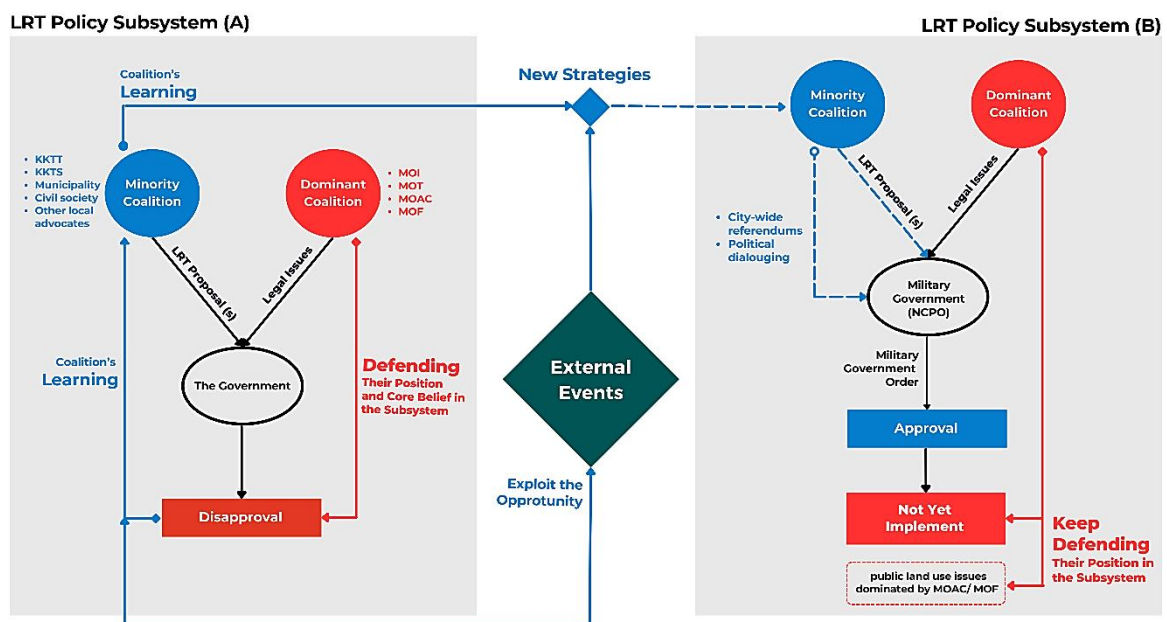 LRT Policy Subsystem (A)
Coalition's
Learning
KKTT
KKTS
Municipality
Civil society
Other local
advocates
Minority
Coalition
Dominant
Coalition
MOI
MOT
MOAC
MOF
LRT Proposal (s)
Legal Issues
The Government
Coalition's
Learning
Defending
Their Position
and Core Belief in
the Subsystem
Disapproval
New Strategies
External
Events
Exploit the
Opprotunity
LRT Policy Subsystem (B)
Minority
Coalition
Dominant
Coalition
LRT Proposal (s)
Legal Issues
City-wide
referendums
Political
dialouging
Military
Government
(NCPO)
Military
Government
Order
Approval
Not Yet
Implement
Keep
Defending
Their Position in
the Subsystem
public land use issues
dominated by MOAC/ MOF